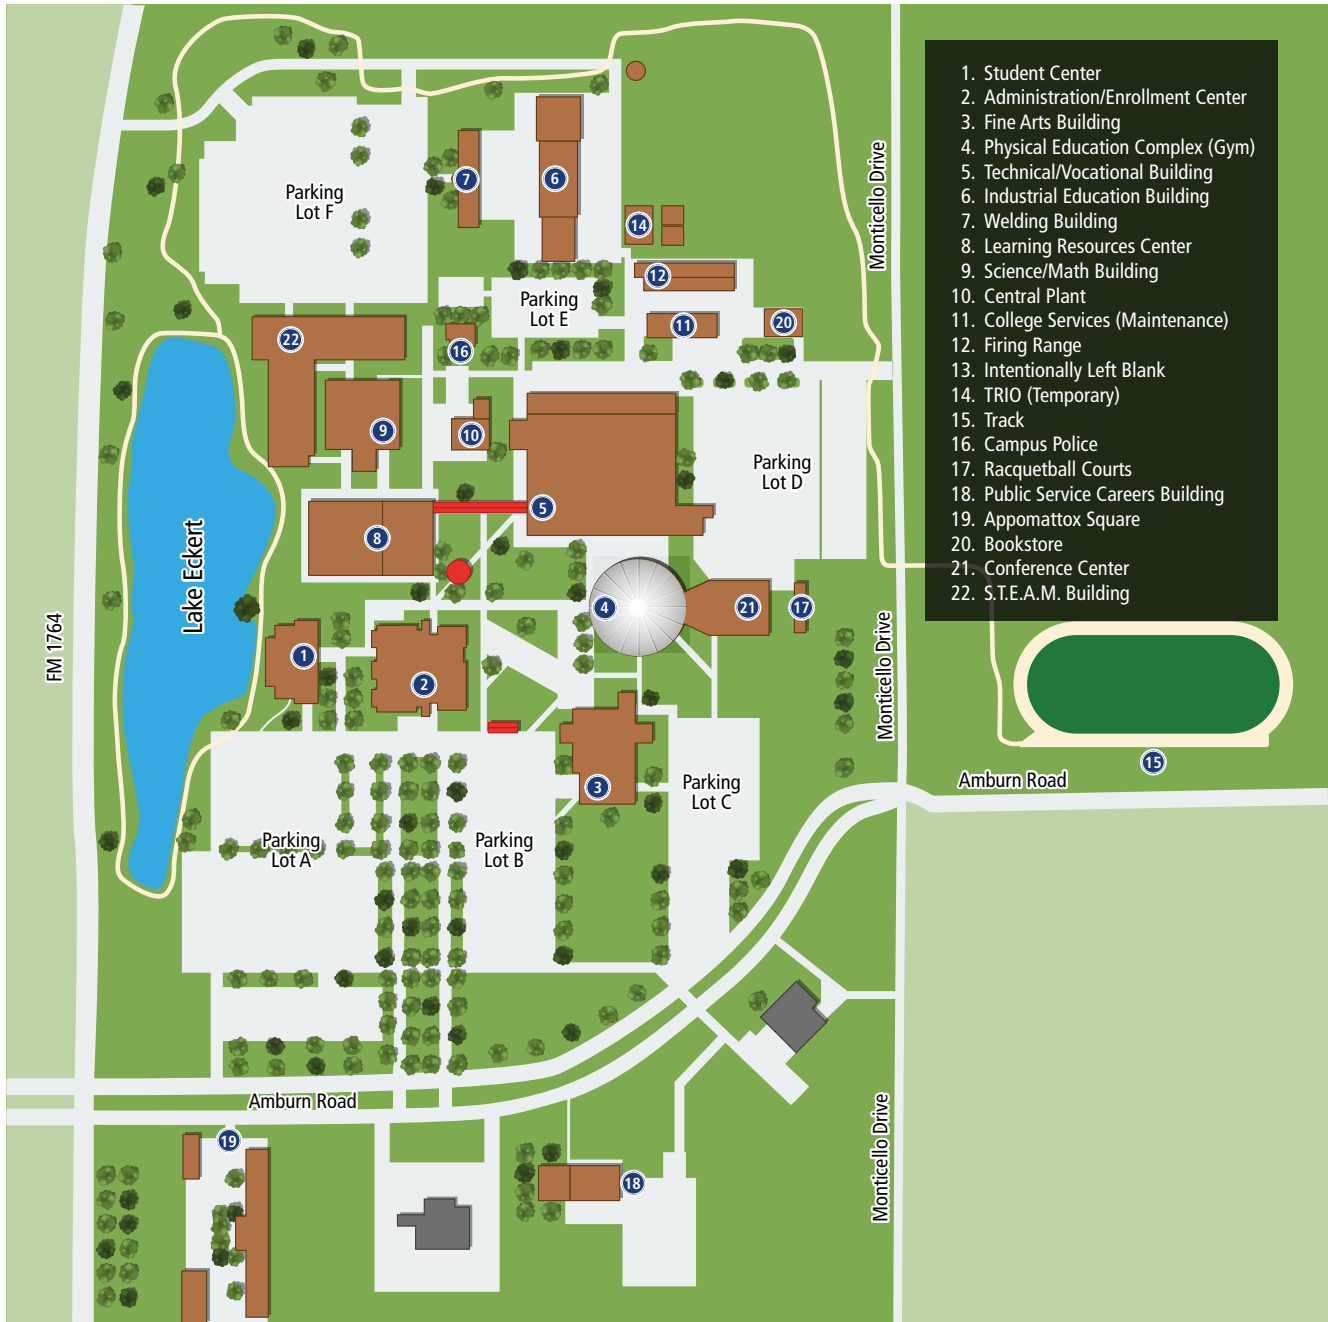 1. Student Center
2. Administration/Enrollment Center
3. Fine Arts Building
4. Physical Education Complex (Gym)
5. Technical/Vocational Building
6. Industrial Education Building
7. Welding Building
8. Learning Resources Center
9. Science/Math Building
10. Central Plant
11. College Services (Maintenance)
12. Firing Range
13. Intentionally Left Blank
14. TRIO (Temporary)
15. Track
16. Campus Police
17. Racquetball Courts
18. Public Service Careers Building
19. Appomattox Square
20. Bookstore
21. Conference Center
22. S.T.E.A.M. Building
Monticello Drive
7
6
Parking
Lot F
14
12
Parking
Lot E
11
20
22
16
9
10
Parking
Lot D
5
8
Lake Eckert
4
21
17
FM 1764
1
2
Monticello Drive
15
Amburn Road
3
Parking
Lot C
Parking
Lot A
Parking
Lot B
Amburn Road
19
18
Monticello Drive